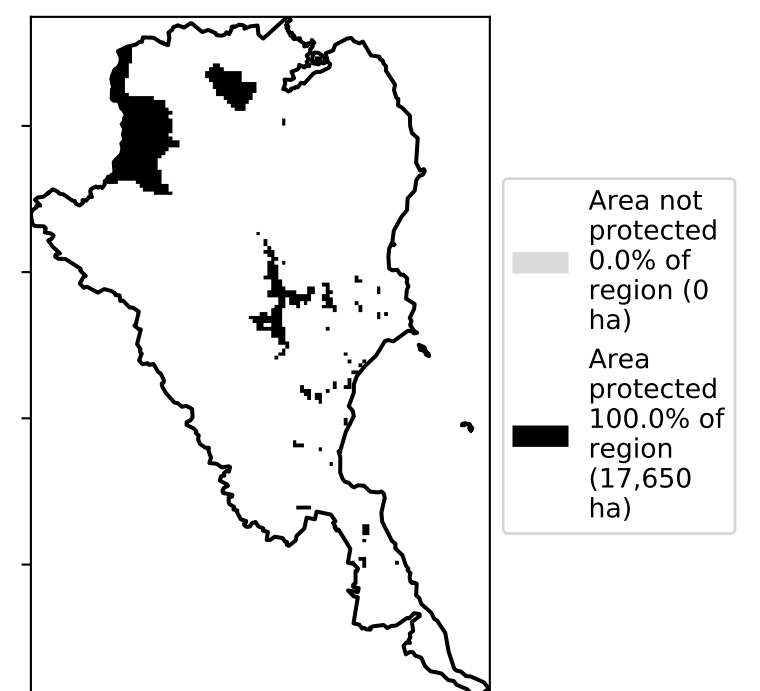 Area not
protected
0.0% of
region (0
ha)
Area
protected
100.0% of
region
(17,650
ha)